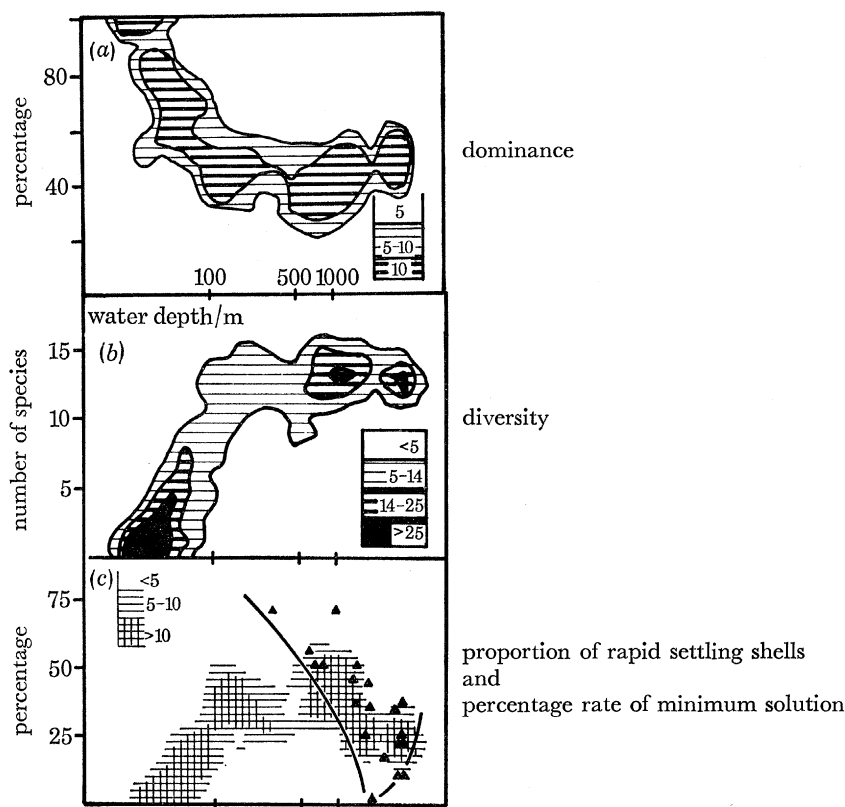 (a)
80
40
percentage
dominance
5
5-10
10
100 500 1000
water depth/m
(b)
15
10
5
number of species
diversity
<5
5-14
14-25
>25
(c)
<5
5-10
>10
75
50
25
percentage
proportion of rapid settling shells
and
percentage rate of minimum solution